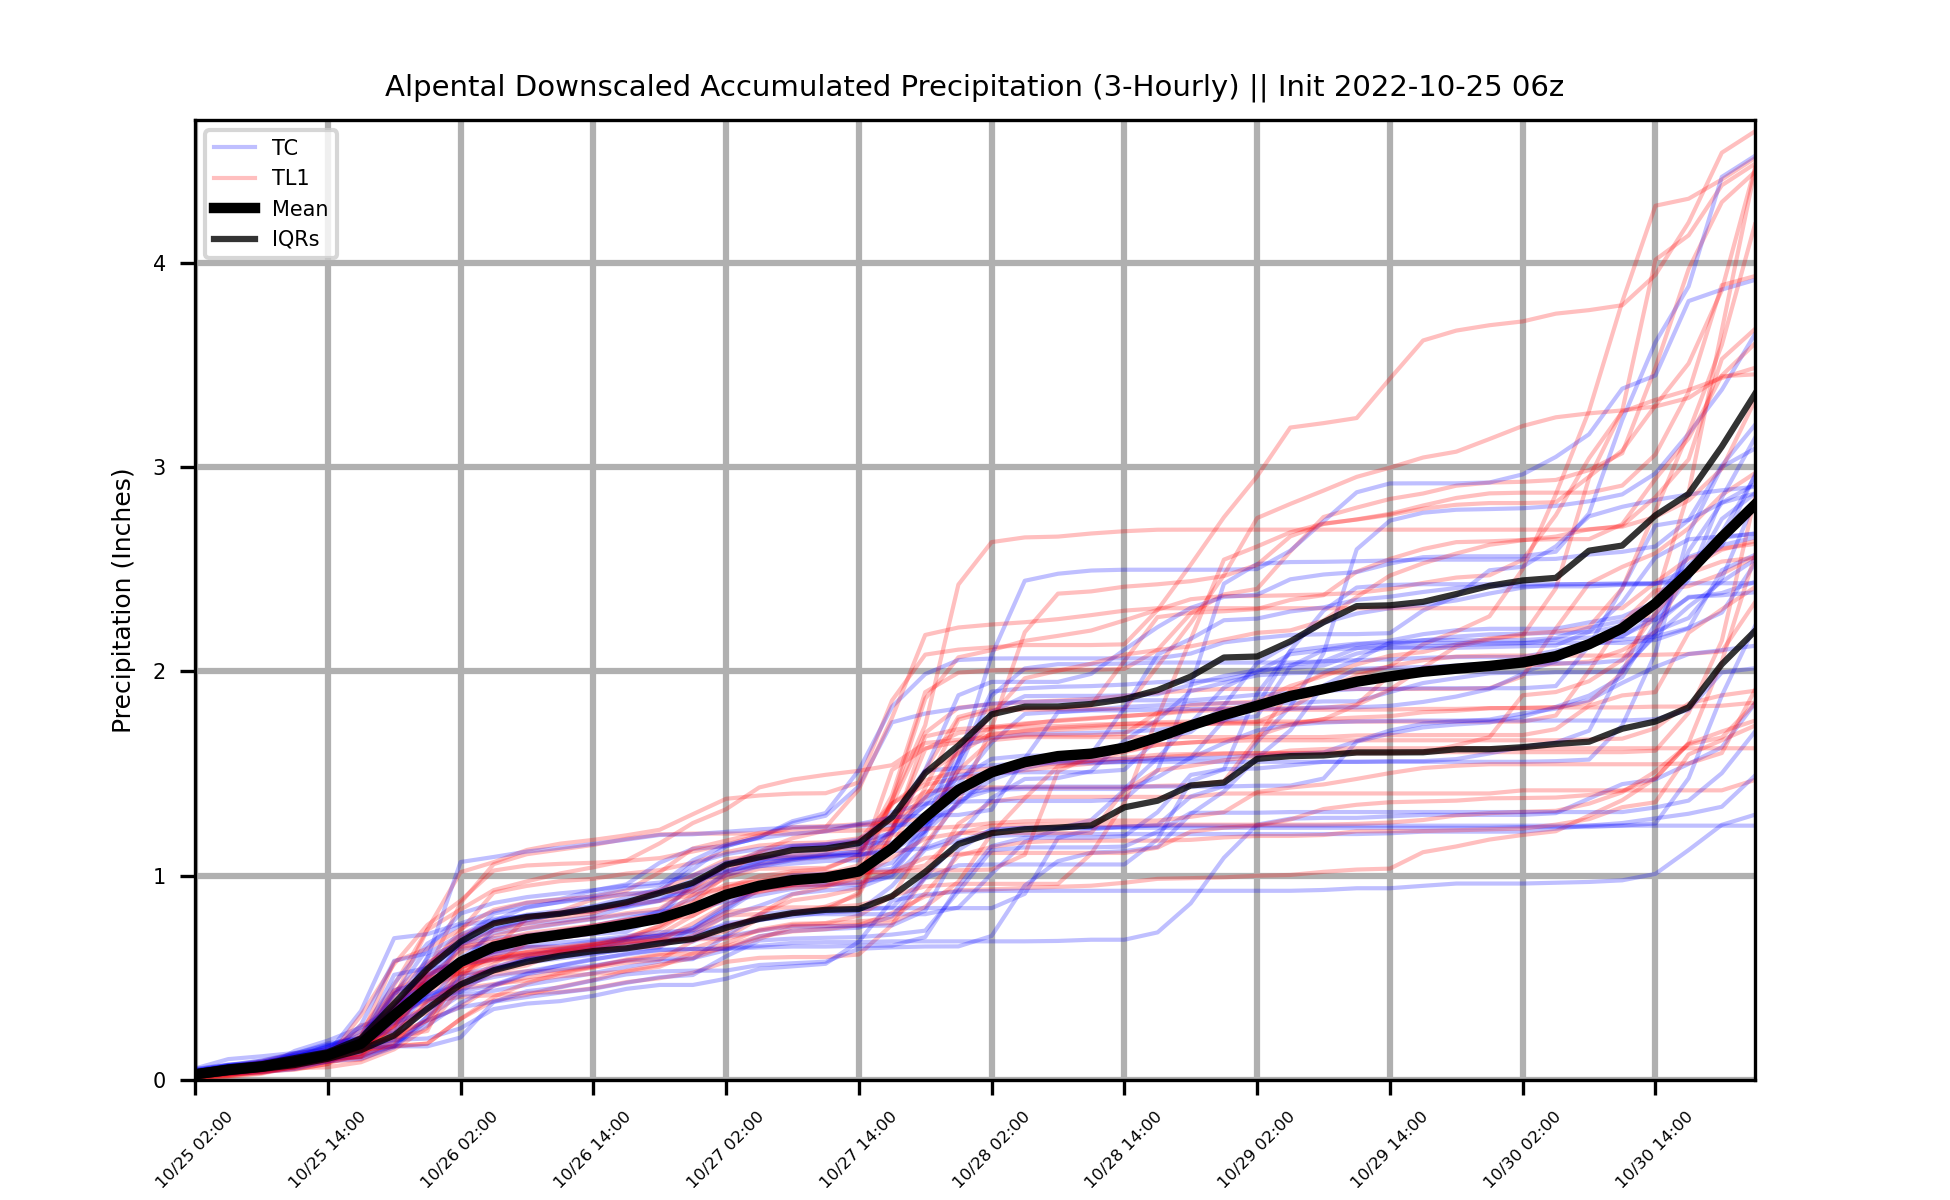 Alpental Downscaled Accumulated Precipitation (3-Hourly) || Init 2022-10-25 06z
TC
TL1
Mean
IQRs
Precipitation (Inches)
4
3
2
1
0
10/25 02:00
10/25 14:00
10/26 02:00
10/26 14:00
10/27 02:00
10/27 14:00
10/28 02:00
10/28 14:00
10/29 02:00
10/29 14:00
10/30 02:00
10/30 14:00